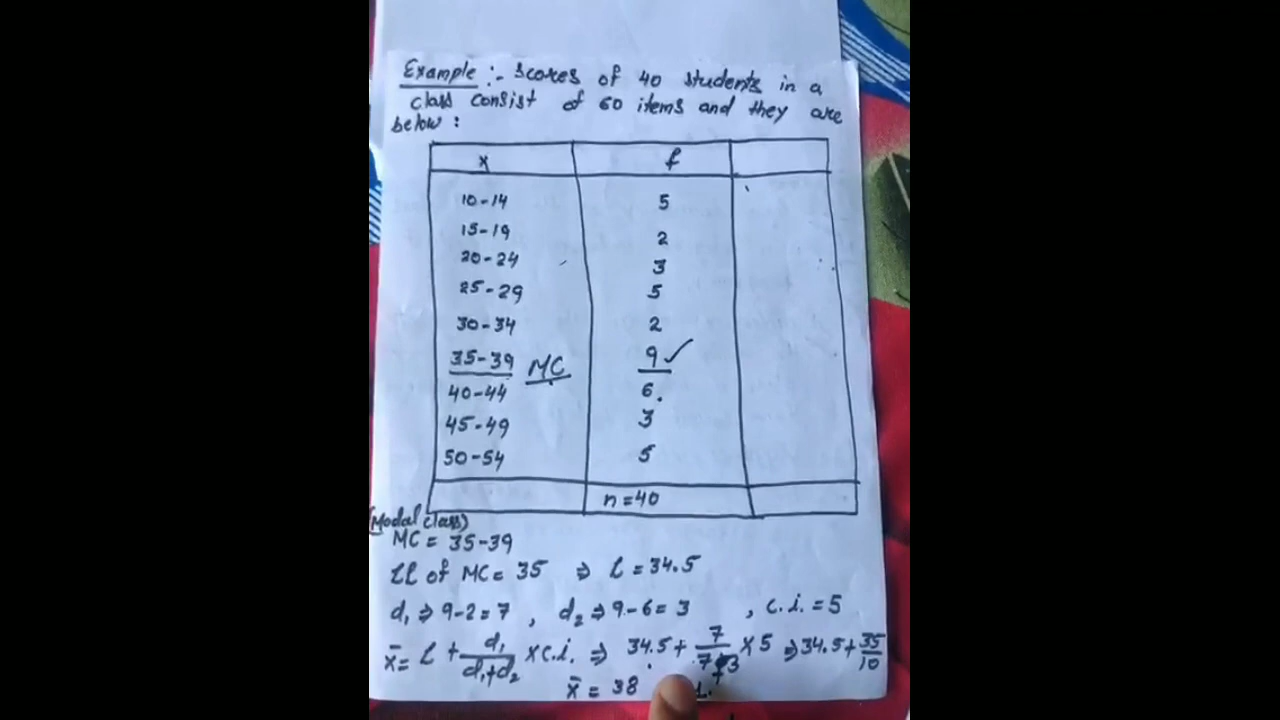 Example :- Scores of 40 students in a
class consist of 60 items and they are
below :
x f
10-14 5
15-19 2
20-24 3
25-29 5
30-34 2
35-39 MC 9 ✓
40-44 6
45-49 3
50-54 5
n=40
(Modal class)
MC = 35-39
LL of MC = 35 ⇒ L = 34.5
d₁ ⇒ 9-2=7 , d₂ ⇒ 9-6=3 , c.i. = 5
x̄ = L + d₁/d₁+d₂ × c.i. ⇒ 34.5 + 7/7+3 × 5 ⇒ 34.5 + 35/10
x̄ = 38